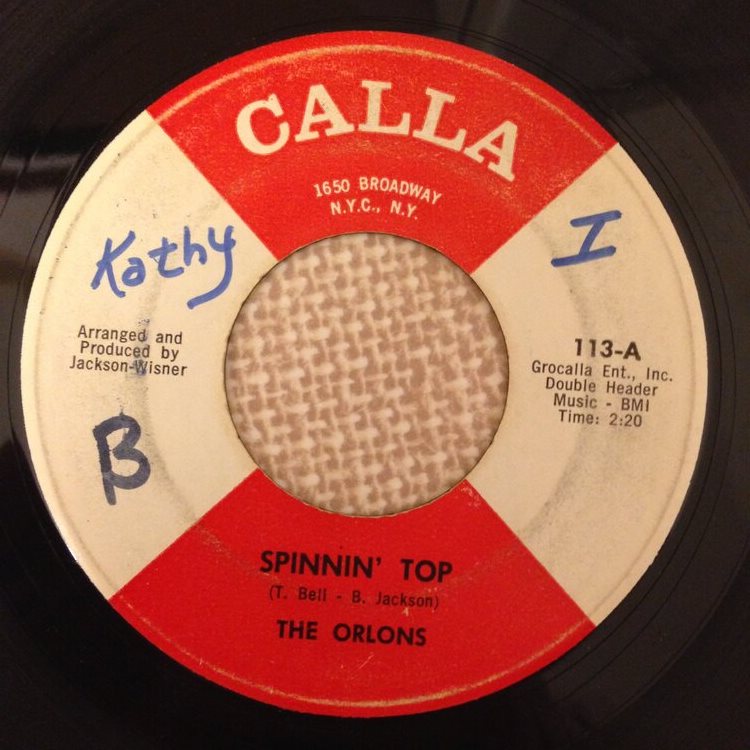 CALLA
1650 BROADWAY
N.Y.C., N.Y.
Kathy
I
Arranged and
Produced by
Jackson-Wisner
B
113-A
Grocalla Ent., Inc.
Double Header
Music - BMI
Time: 2:20
SPINNIN' TOP
(T. Bell - B. Jackson)
THE ORLONS